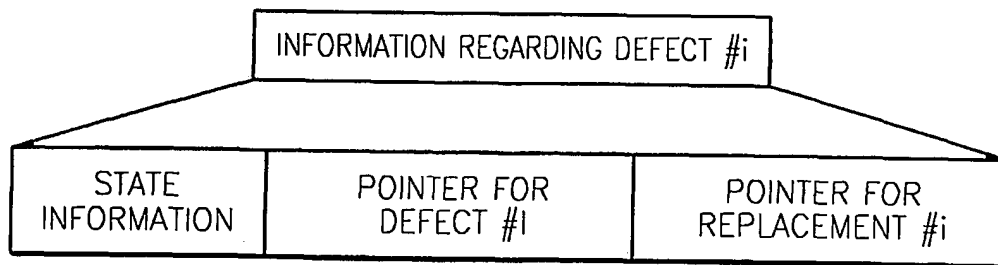 INFORMATION REGARDING DEFECT #i
STATE
INFORMATION
POINTER FOR
DEFECT #I
POINTER FOR
REPLACEMENT #i